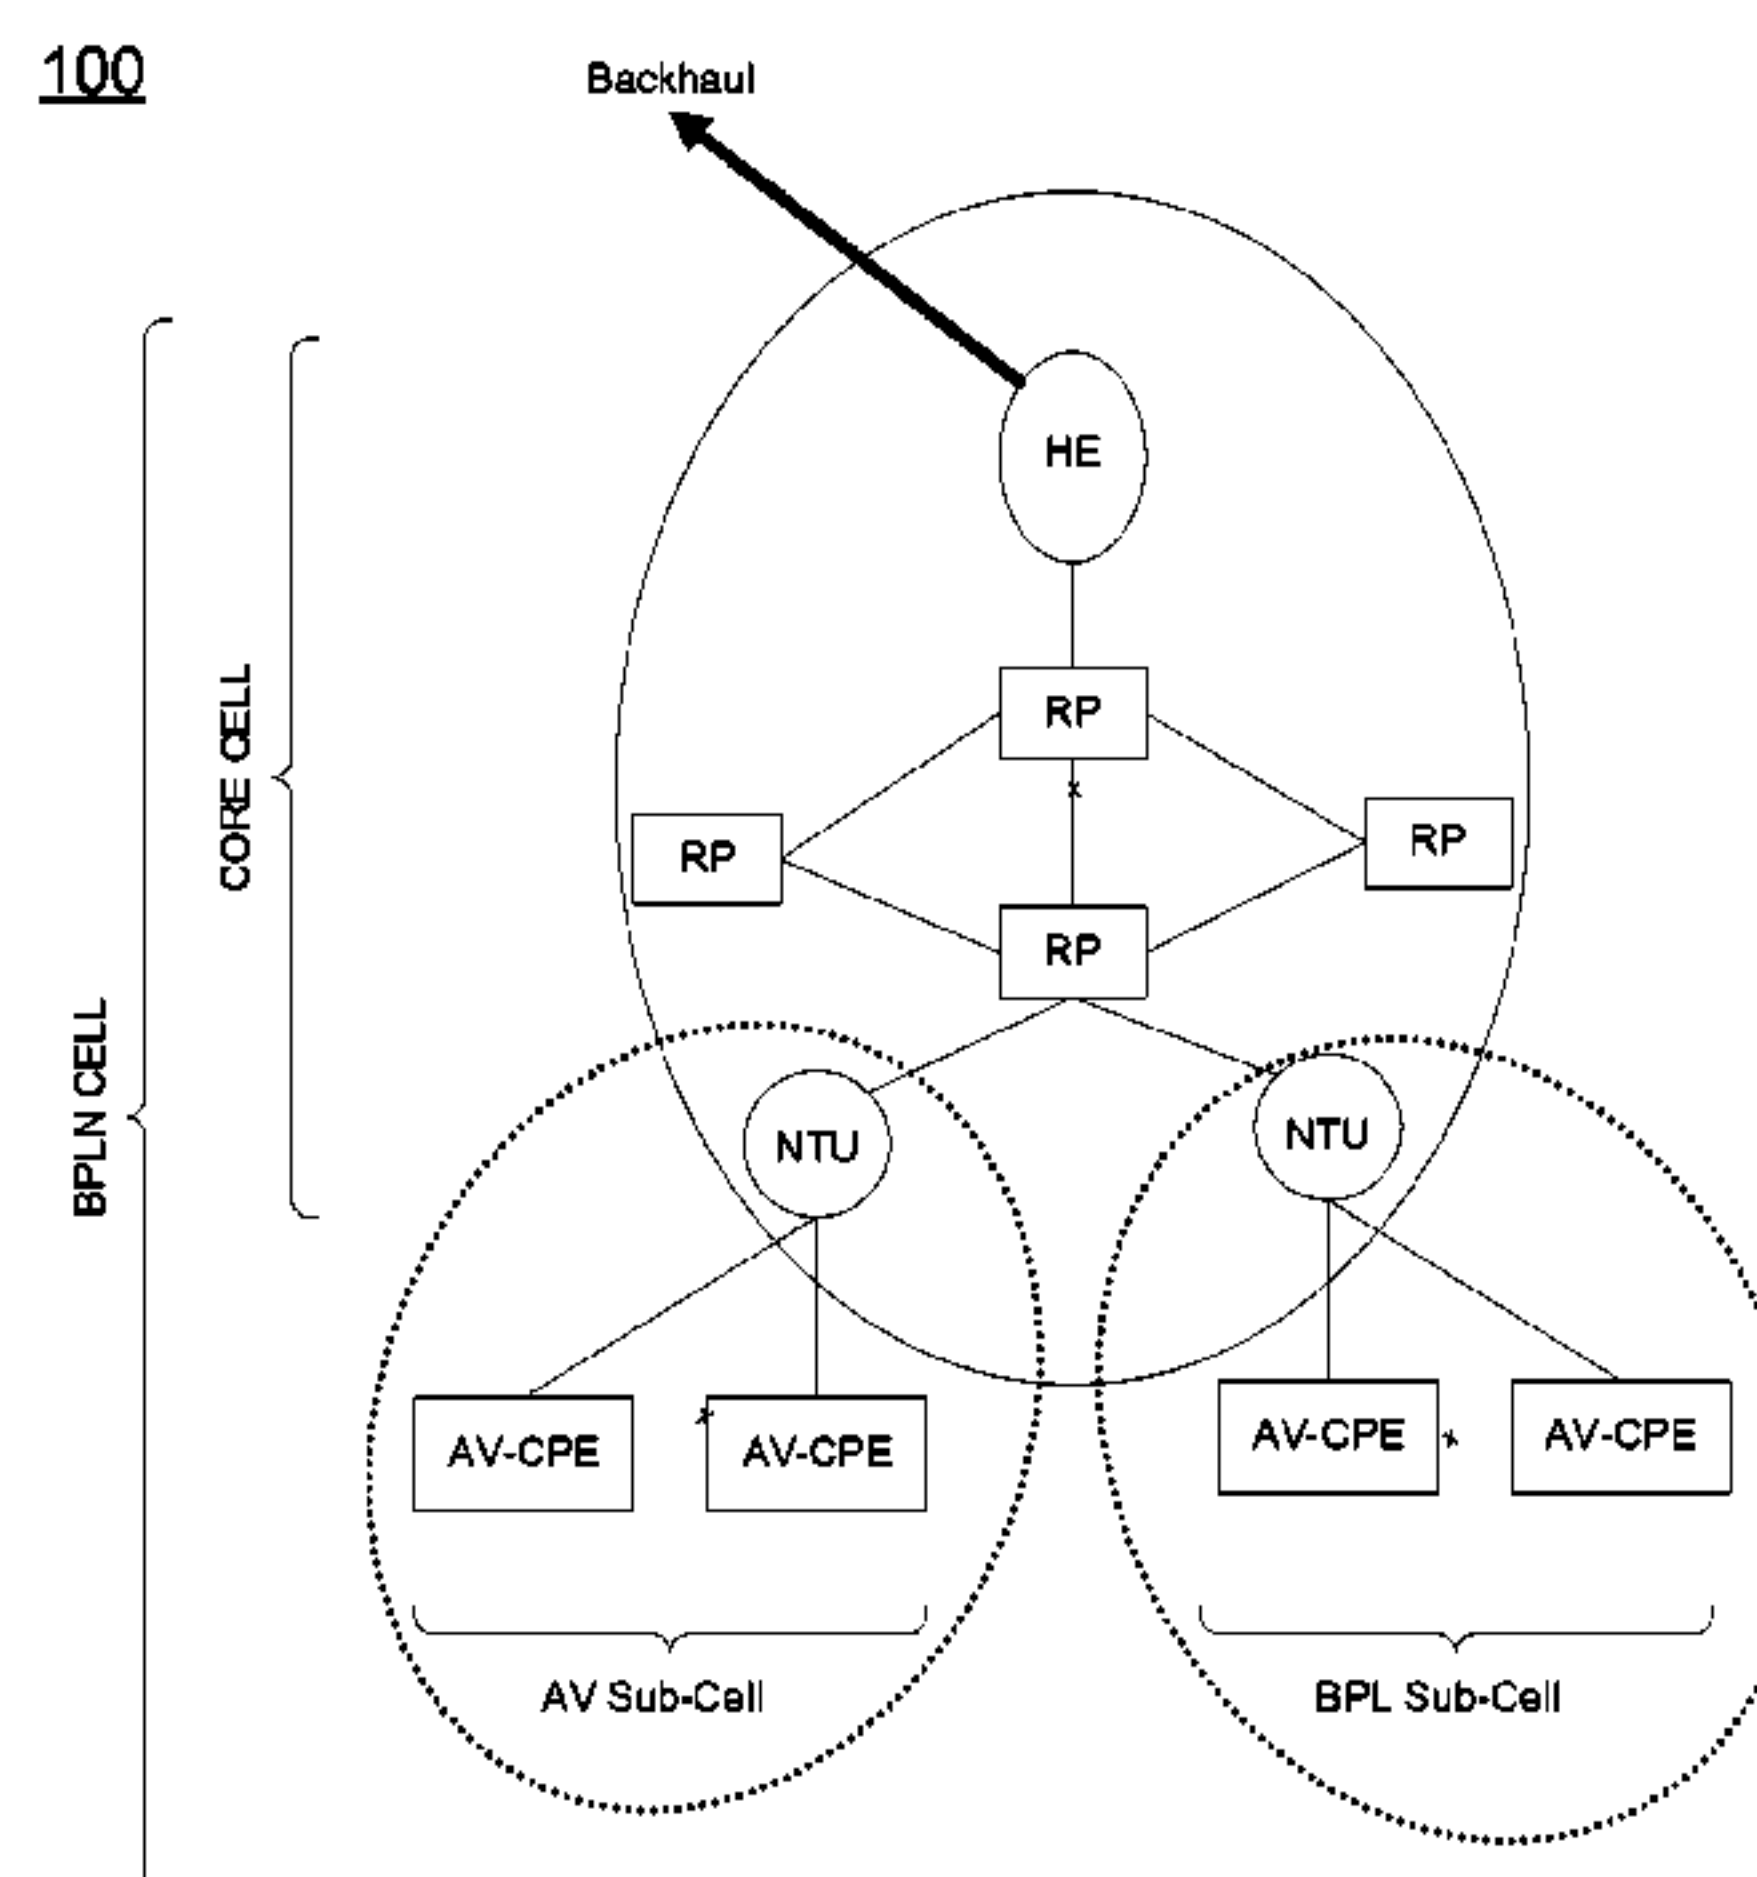 100
Backhaul
HE
RP
RP
RP
RP
CORE CELL
BPLN CELL
NTU
NTU
AV-CPE
AV-CPE
AV-CPE
AV-CPE
AV Sub-Cell
BPL Sub-Cell